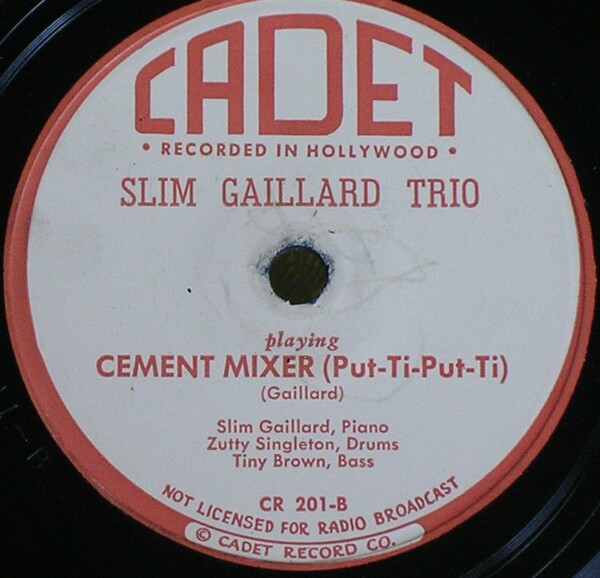 CADET
• RECORDED IN HOLLYWOOD •
SLIM GAILLARD TRIO
playing
CEMENT MIXER (Put-Ti-Put-Ti)
(Gaillard)
Slim Gaillard, Piano
Zutty Singleton, Drums
Tiny Brown, Bass
CR 201-B
NOT LICENSED FOR RADIO BROADCAST
© CADET RECORD CO.